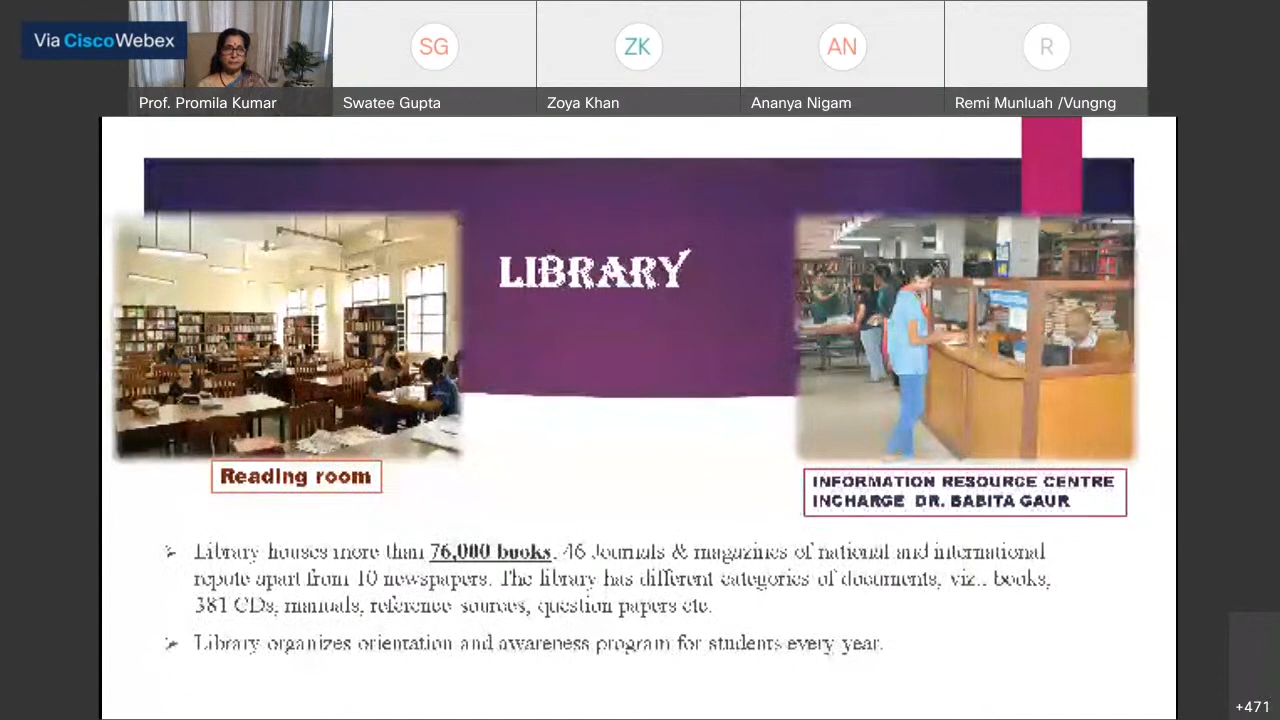 Via Cisco Webex
SG
ZK
AN
R
Prof. Promila Kumar
Swatee Gupta
Zoya Khan
Ananya Nigam
Remi Munluah /Vungng
LIBRARY
Reading room
INFORMATION RESOURCE CENTRE
INCHARGE DR. BABITA GAUR
➢ Library houses more than 76,000 books. 46 Journals & magazines of national and international
repute apart from 10 newspapers. The library has different categories of documents, viz.. books,
381 CDs, manuals, reference sources, question papers etc.
➢ Library organizes orientation and awareness program for students every year.
+471